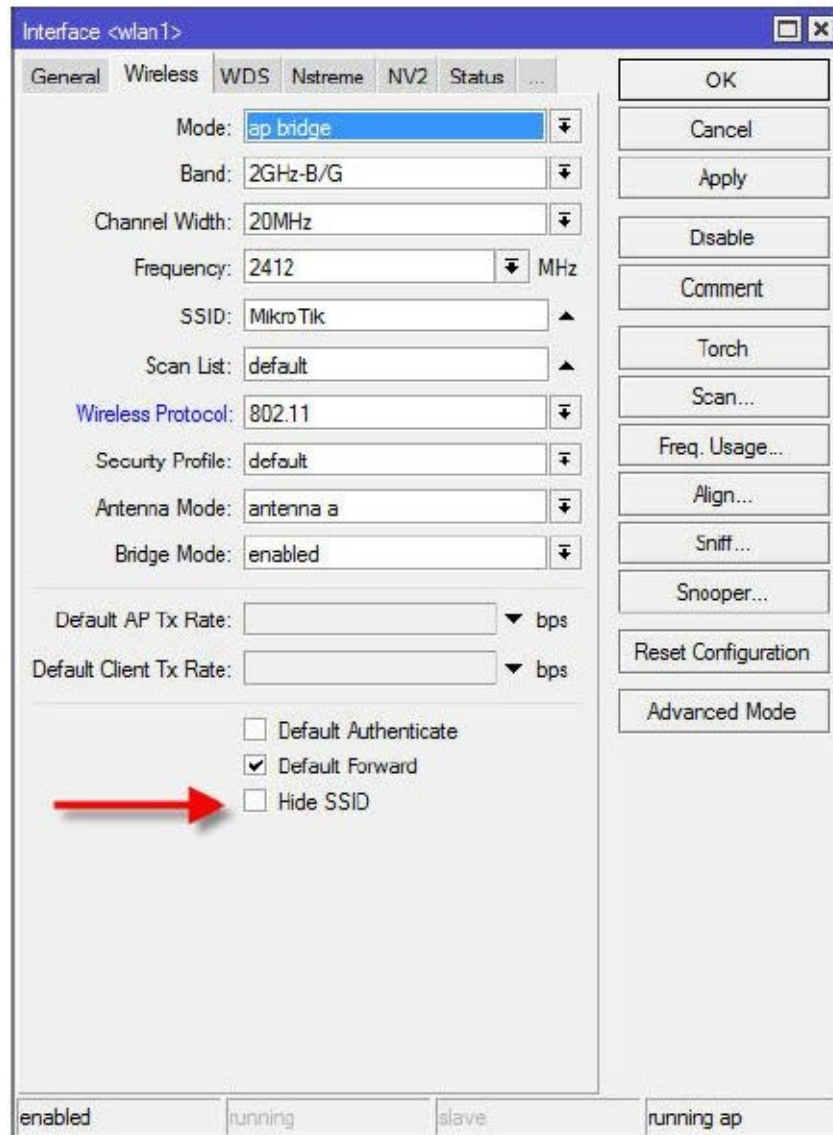 Interface <wlan1>
General Wireless WDS Nstreme NV2 Status ...
Mode: ap bridge
Band: 2GHz-B/G
Channel Width: 20MHz
Frequency: 2412 MHz
SSID: MikroTik
Scan List: default
Wireless Protocol: 802.11
Security Profile: default
Antenna Mode: antenna a
Bridge Mode: enabled
Default AP Tx Rate: bps
Default Client Tx Rate: bps
Default Authenticate
Default Forward
Hide SSID
OK
Cancel
Apply
Disable
Comment
Torch
Scan...
Freq. Usage...
Align...
Sniff...
Snooper...
Reset Configuration
Advanced Mode
enabled running slave running ap